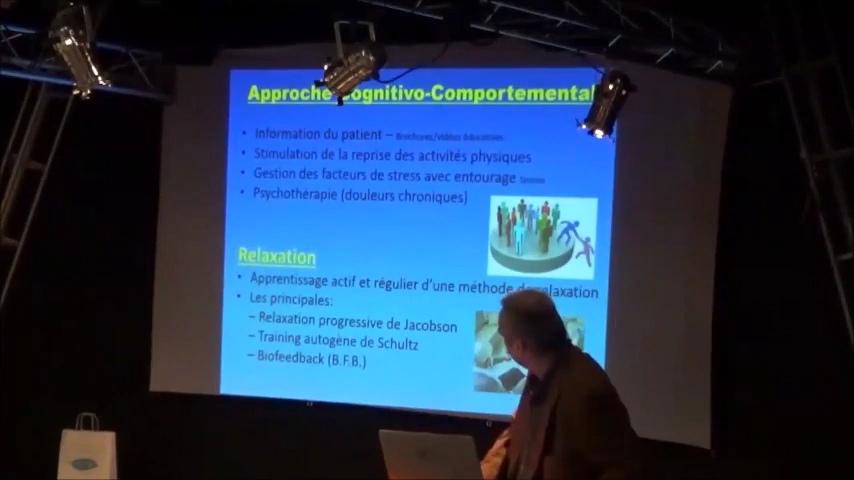 Approche Cognitivo-Comportemental
• Information du patient – Brochures/vidéos éducatives
• Stimulation de la reprise des activités physiques
• Gestion des facteurs de stress avec entourage
• Psychothérapie (douleurs chroniques)
Relaxation
• Apprentissage actif et régulier d'une méthode de relaxation
• Les principales:
– Relaxation progressive de Jacobson
– Training autogène de Schultz
– Biofeedback (B.F.B.)